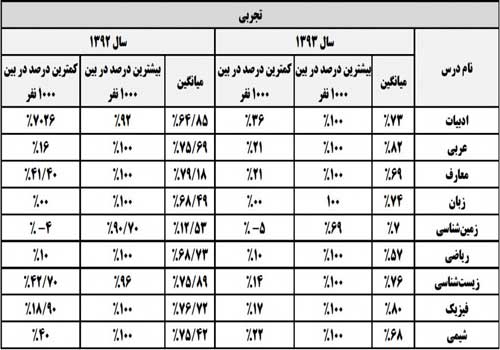 تجربی
نام درس سال ۱۳۹۳ سال ۱۳۹۲
میانگین بیشترین درصد در بین ۱۰۰۰ نفر کمترین درصد در بین ۱۰۰۰ نفر میانگین بیشترین درصد در بین ۱۰۰۰ نفر کمترین درصد در بین ۱۰۰۰ نفر
ادبیات ٪۷۳ ٪۱۰۰ ٪۳۶ ٪۶۴/۸۵ ٪۹۲ ٪۷۰۲۶
عربی ٪۸۲ ٪۱۰۰ ٪۲۱ ٪۷۵/۶۹ ٪۱۰۰ ٪۱۶
معارف ٪۶۹ ٪۱۰۰ ٪۲۱ ٪۷۹/۱۸ ٪۱۰۰ ٪۴۱/۴۰
زبان ٪۷۴ ۱۰۰ ٪۰۰ ٪۶۸/۴۹ ٪۱۰۰ ٪۰۰
زمین‌شناسی ٪۷ ٪۶۹ ٪-۵ ٪۱۲/۵۳ ٪۹۰/۷۰ ٪-۴
ریاضی ٪۵۷ ٪۱۰۰ ٪۱۰ ٪۶۸/۷۳ ٪۱۰۰ ٪۱۰
زیست‌شناسی ٪۷۶ ٪۱۰۰ ٪۱۴ ٪۷۵/۸۹ ٪۹۶ ٪۴۲/۷۰
فیزیک ٪۸۰ ٪۱۰۰ ٪۱۷ ٪۷۶/۷۲ ٪۱۰۰ ٪۱۸/۹۰
شیمی ٪۶۸ ٪۱۰۰ ٪۲۲ ٪۷۵/۴۲ ٪۱۰۰ ٪۴۰